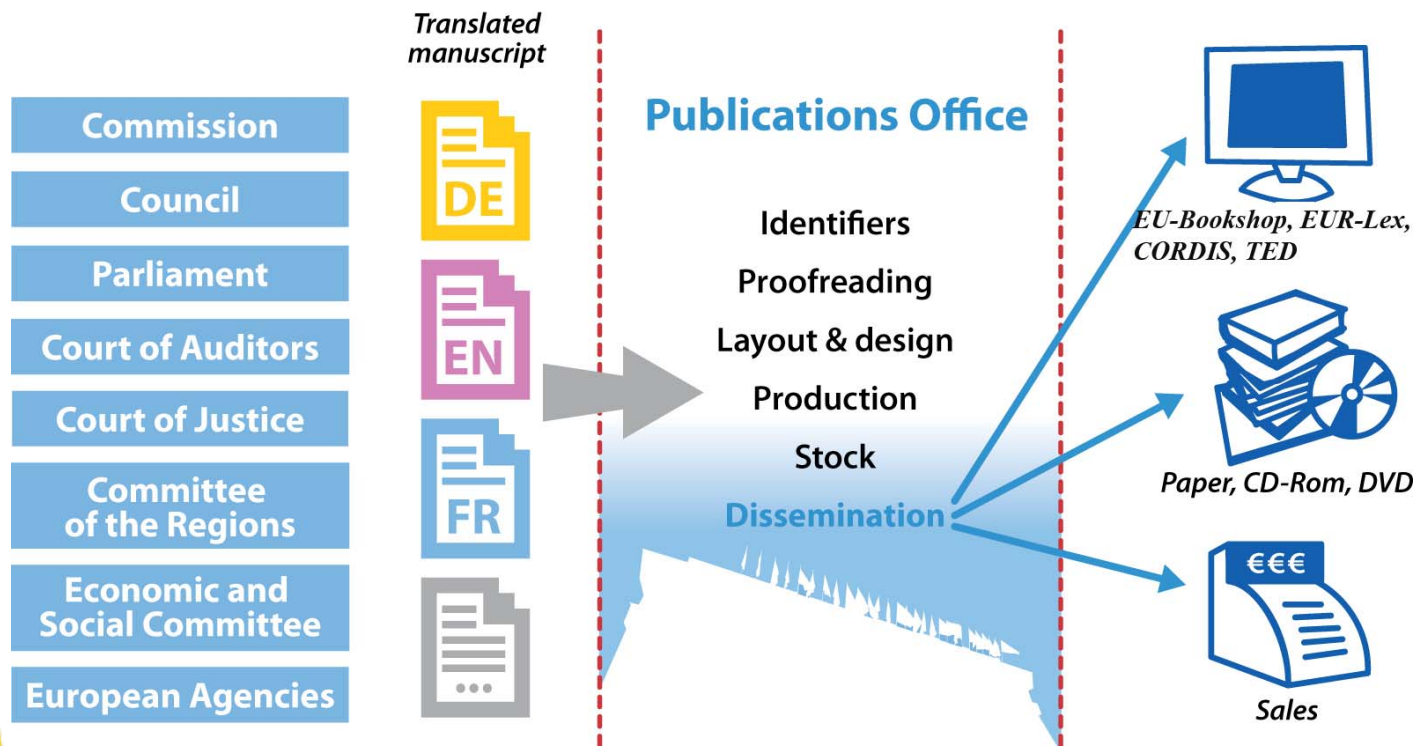 Commission
Council
Parliament
Court of Auditors
Court of Justice
Committee
of the Regions
Economic and
Social Committee
European Agencies
Translated
manuscript
DE
EN
FR
...
Publications Office
Identifiers
Proofreading
Layout & design
Production
Stock
Dissemination
EU-Bookshop, EUR-Lex,
CORDIS, TED
Paper, CD-Rom, DVD
€€€
Sales